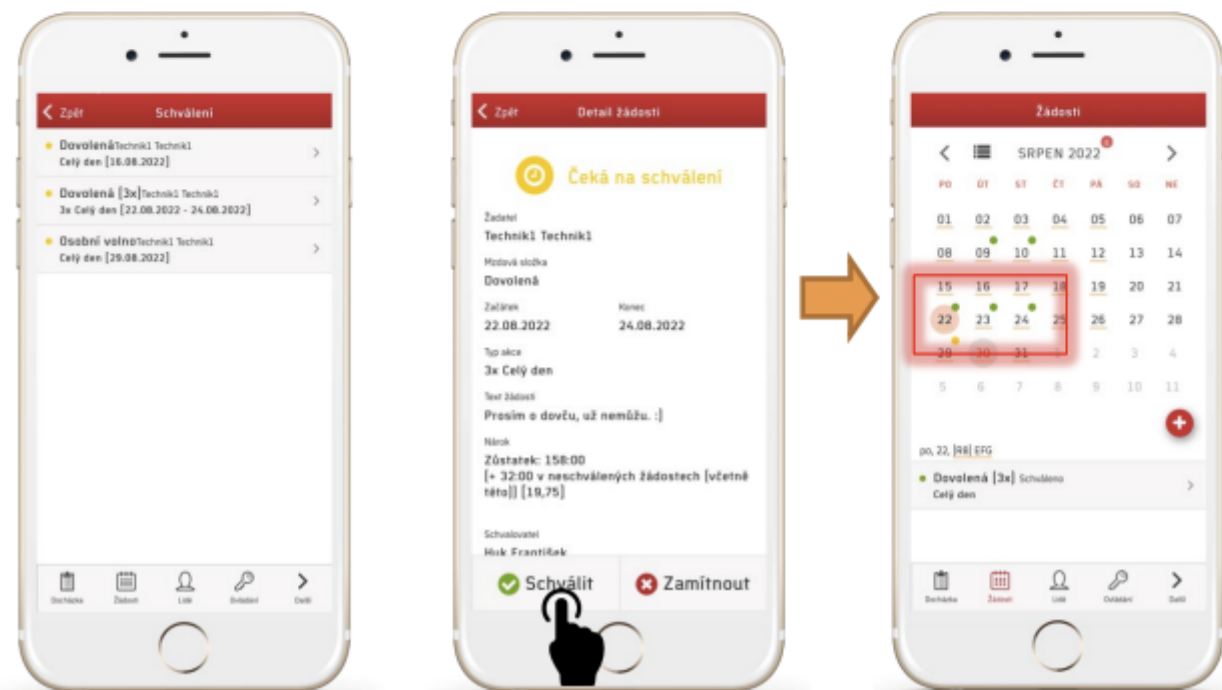 Zpět
Schválení
Dovolená Technik1 Technik1
Celý den [16.08.2022]
Dovolená [3x] Technik1 Technik1
3x Celý den [22.08.2022 - 24.08.2022]
Osobní volno Technik1 Technik1
Celý den [29.08.2022]
Docházka Žádosti Lidé Ovládání Další
Zpět
Detail žádosti
Čeká na schválení
Žadatel
Technik1 Technik1
Mzdová složka
Dovolená
Začátek Konec
22.08.2022 24.08.2022
Typ akce
3x Celý den
Text žádosti
Prosím o dovču, už nemůžu. :]
Nárok
Zůstatek: 158:00
[+ 32:00 v neschválených žádostech [včetně
této]] [19,75]
Schvalovatel
Huk František
Schválit
Zamítnout
Žádosti
SRPEN 2022
PO ÚT ST ČT PÁ SO NE
01 02 03 04 05 06 07
08 09 10 11 12 13 14
15 16 17 18 19 20 21
22 23 24 25 26 27 28
29 30 31 1 2 3 4
5 6 7 8 9 10 11
po, 22, |R8| EFG
Dovolená [3x] Schváleno
Celý den
Docházka Žádosti Lidé Ovládání Další